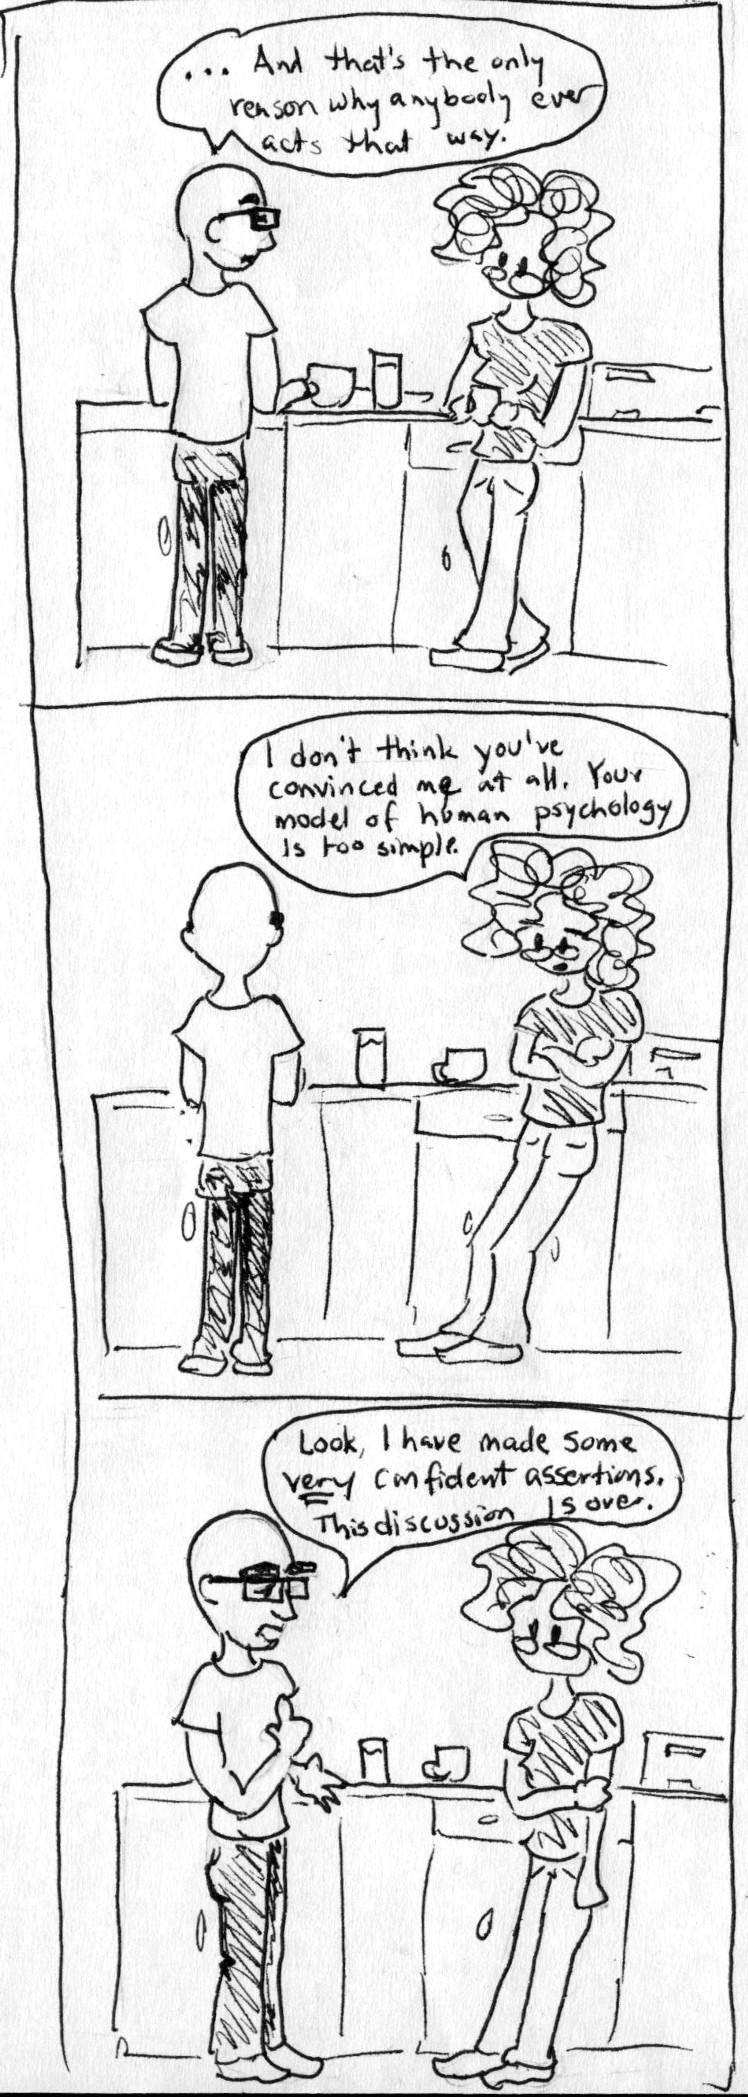 ... And that's the only
reason why anybody ever
acts that way.
I don't think you've
convinced me at all. Your
model of human psychology
is too simple.
Look, I have made some
very confident assertions.
This discussion is over.